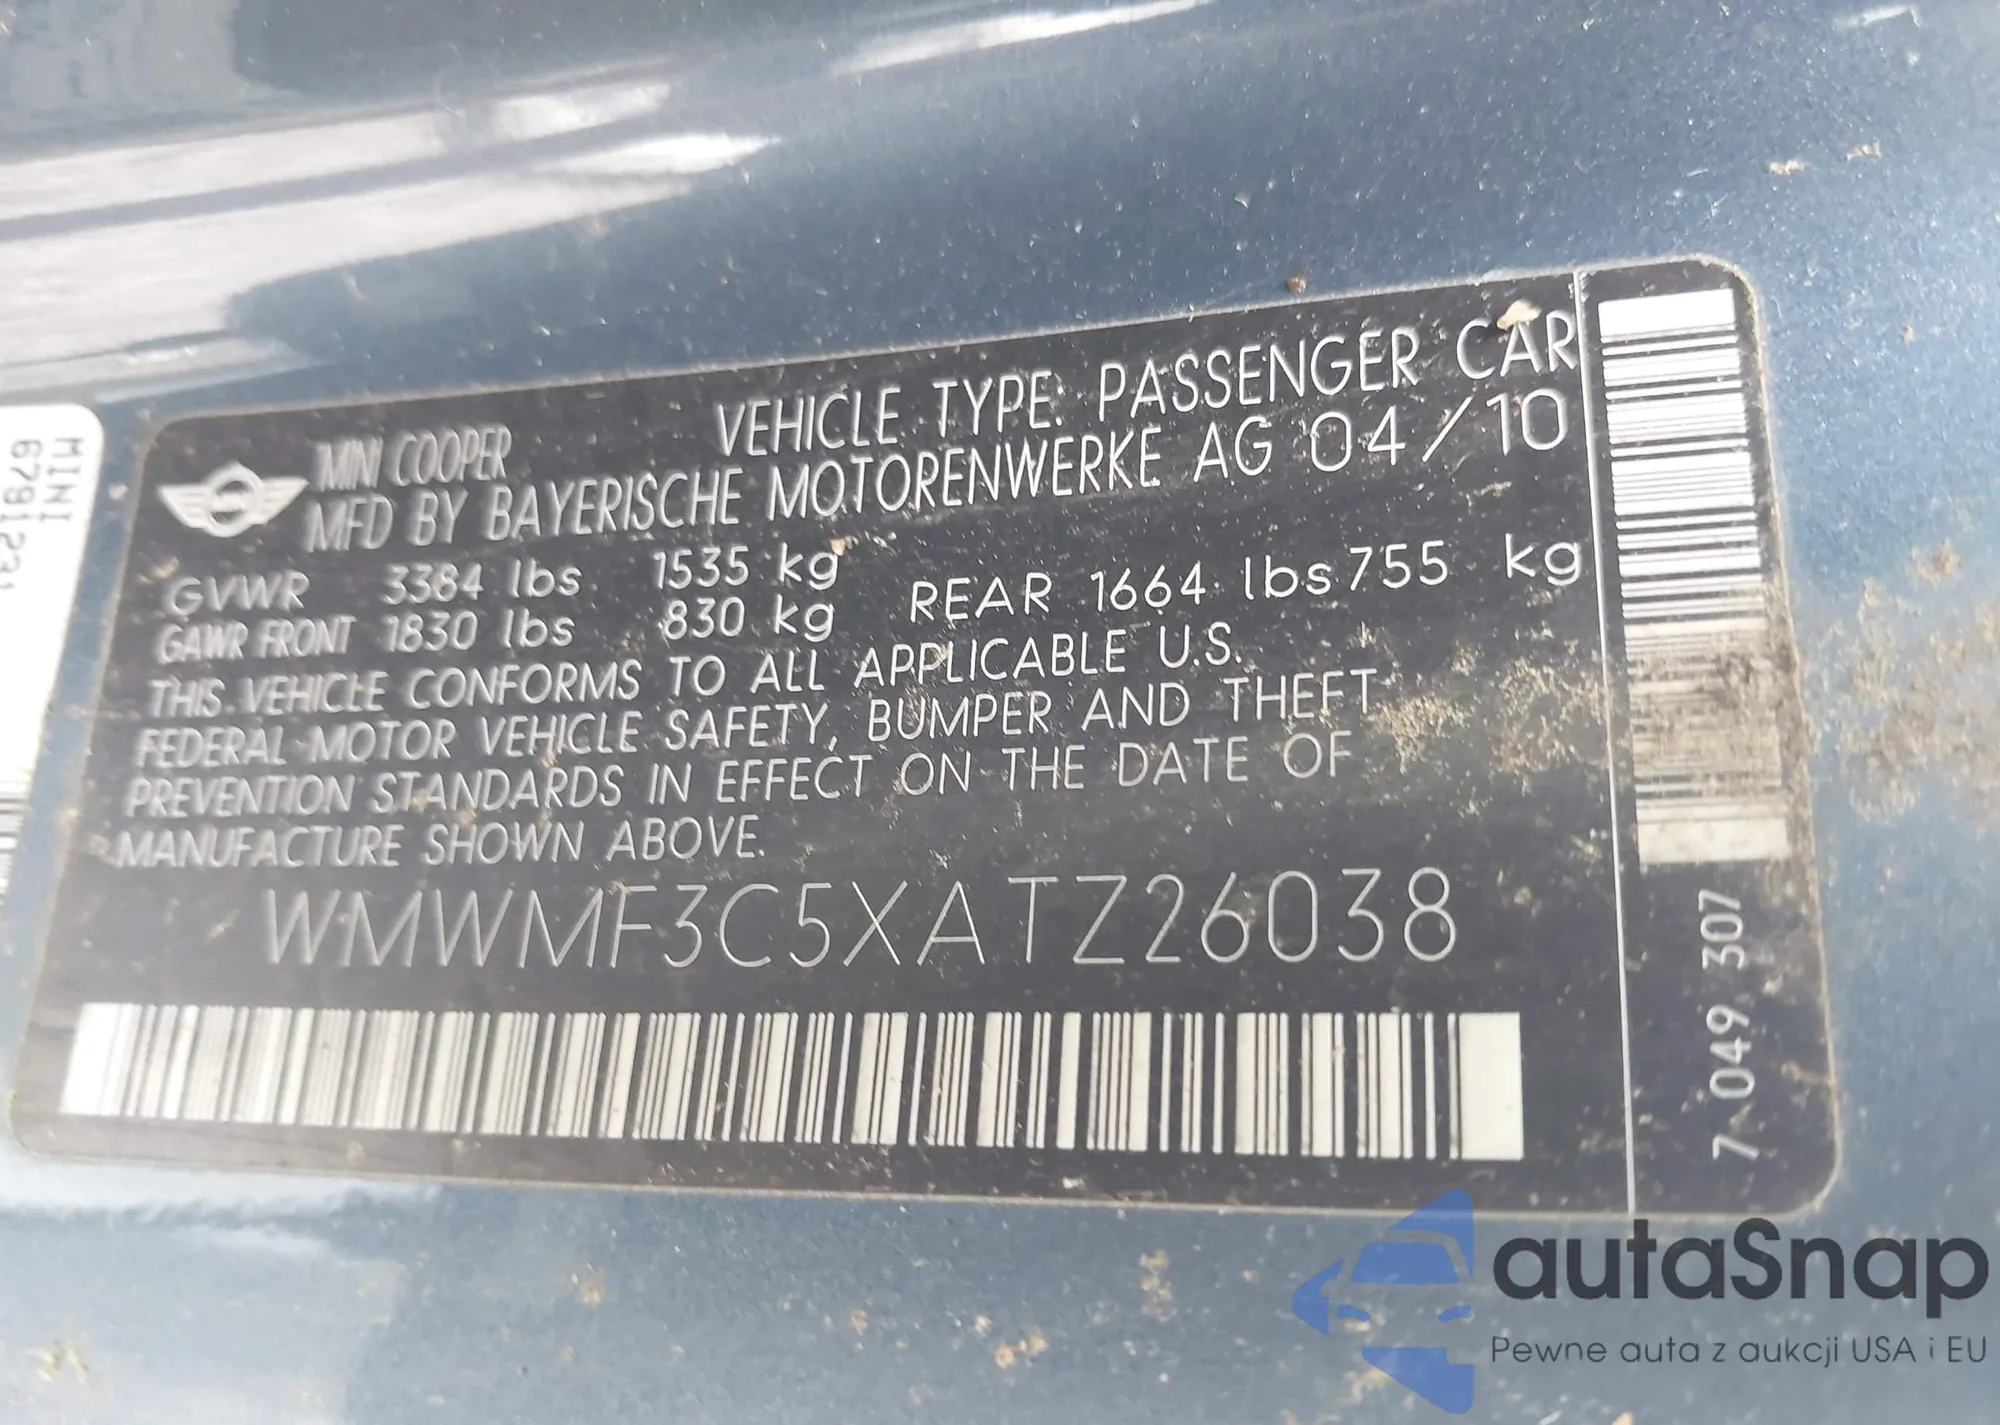 MINI COOPER VEHICLE TYPE: PASSENGER CAR
MFD BY BAYERISCHE MOTORENWERKE AG 04/10
GVWR 3384 lbs 1535 kg
GAWR FRONT 1830 lbs 830 kg REAR 1664 lbs 755 kg
THIS VEHICLE CONFORMS TO ALL APPLICABLE U.S.
FEDERAL MOTOR VEHICLE SAFETY, BUMPER AND THEFT
PREVENTION STANDARDS IN EFFECT ON THE DATE OF
MANUFACTURE SHOWN ABOVE.
WMWMF3C5XATZ26038
7 049 307
MINI
6791231
autaSnap
Pewne auta z aukcji USA i EU